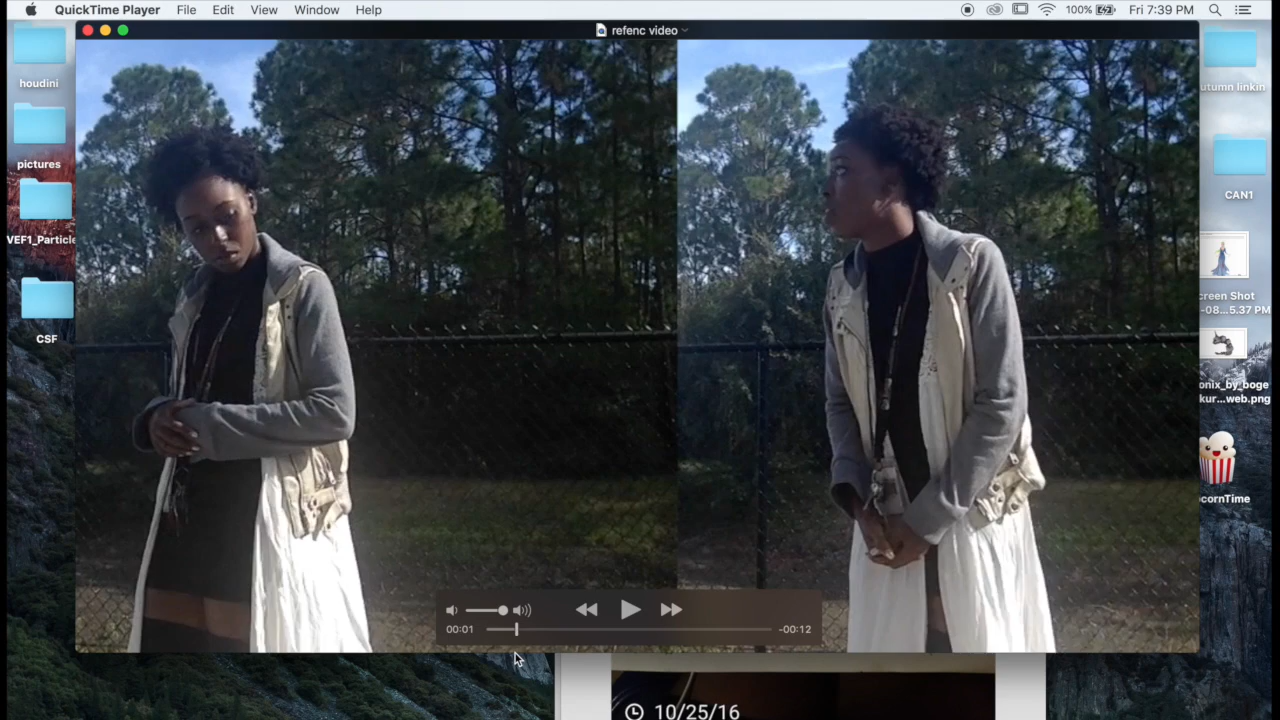 QuickTime Player File Edit View Window Help 100% Fri 7:39 PM
refenc video
houdini
pictures
VEF1_Particle
CSF
utumn linkin
CAN1
creen Shot
-08...5.37 PM
onix_by_boge
kur...web.png
cornTime
00:01 -00:12
10/25/16